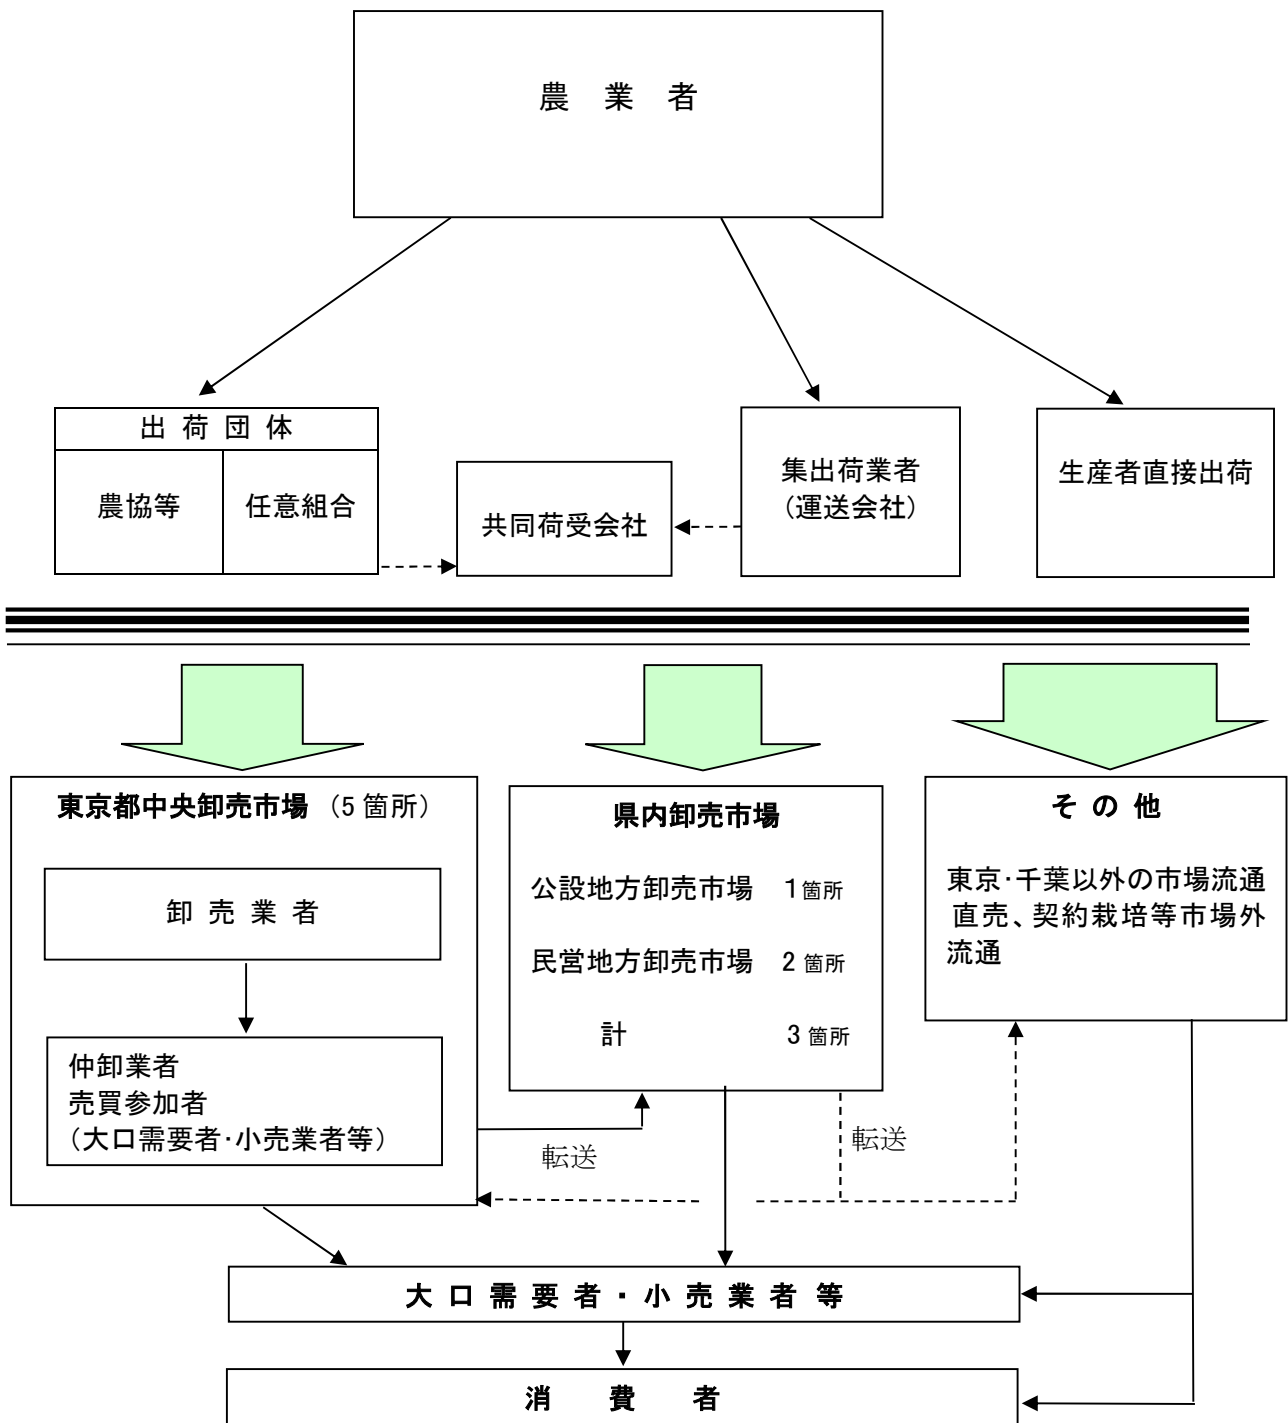 農 業 者
出 荷 団 体
農協等
任意組合
共同荷受会社
集出荷業者
(運送会社)
生産者直接出荷
東京都中央卸売市場 (5箇所)
卸 売 業 者
仲卸業者
売買参加者
(大口需要者・小売業者等)
県内卸売市場
公設地方卸売市場 1箇所
民営地方卸売市場 2箇所
計 3箇所
そ の 他
東京・千葉以外の市場流通
直売、契約栽培等市場外
流通
転送
転送
大 口 需 要 者 ・ 小 売 業 者 等
消 費 者